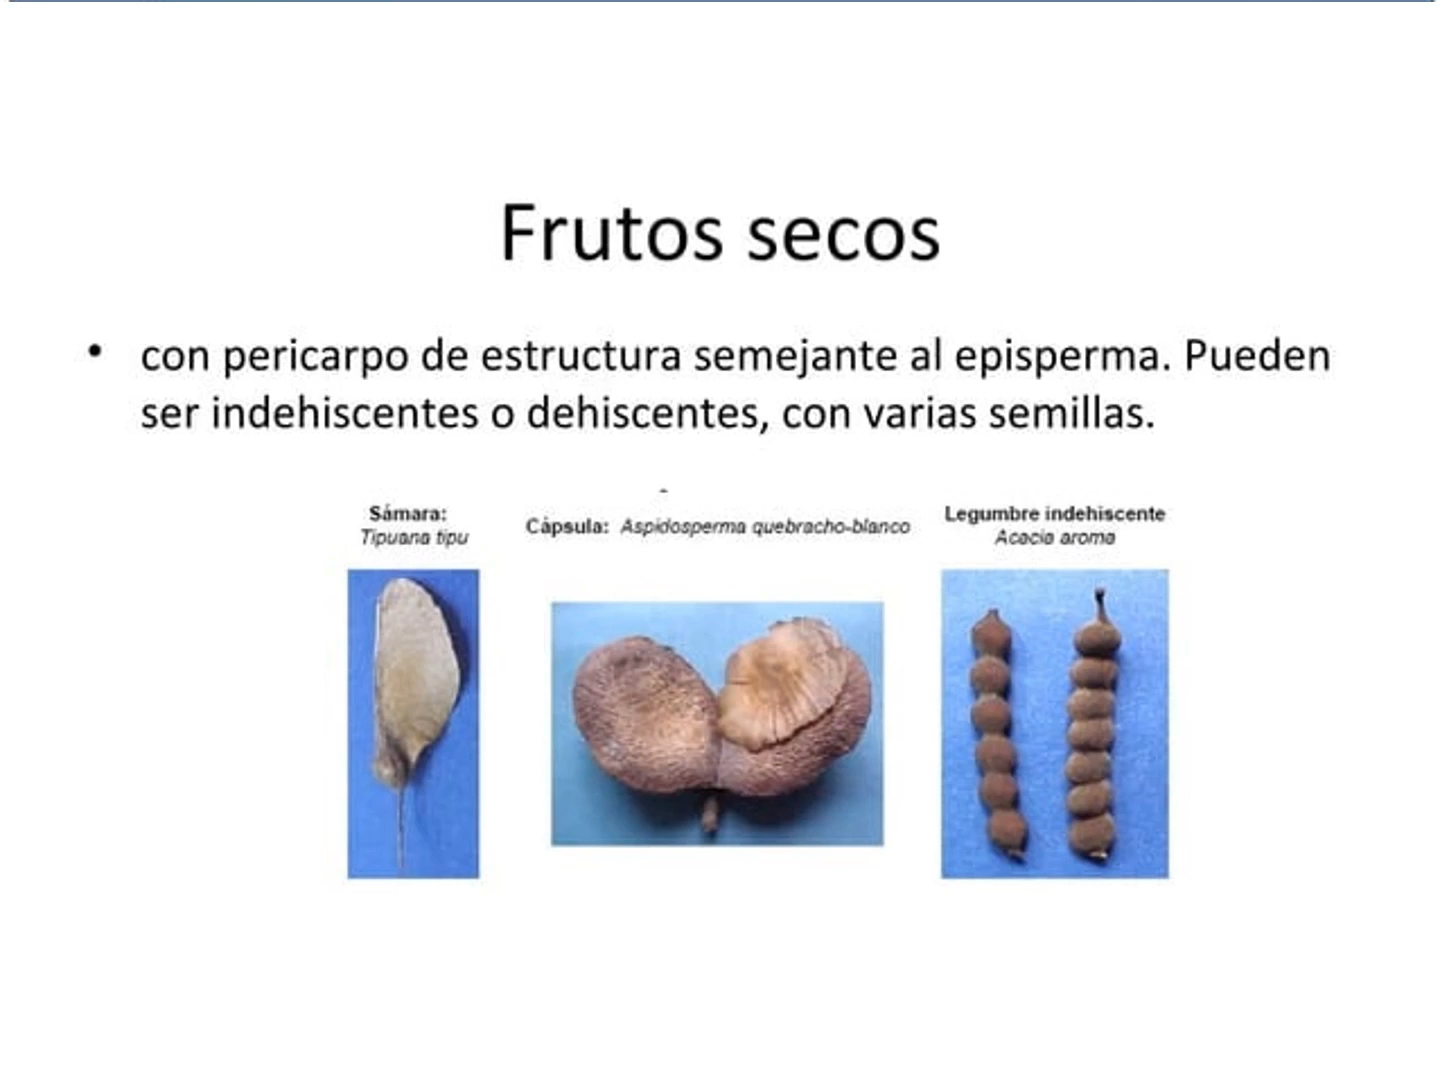 Frutos secos
• con pericarpo de estructura semejante al episperma. Pueden
ser indehiscentes o dehiscentes, con varias semillas.
Sámara:
Tipuana tipu
Cápsula: Aspidosperma quebracho-blanco
Legumbre indehiscente
Acacia aroma